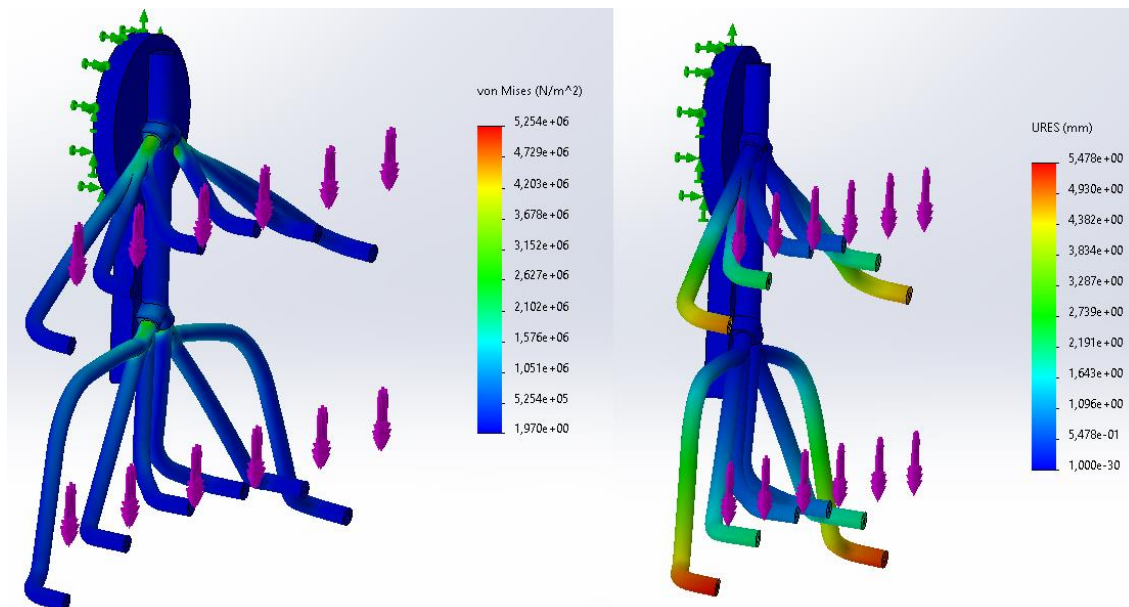 von Mises (N/m^2)
5,254e+06
4,729e+06
4,203e+06
3,678e+06
3,152e+06
2,627e+06
2,102e+06
1,576e+06
1,051e+06
5,254e+05
1,970e+00
URES (mm)
5,478e+00
4,930e+00
4,382e+00
3,834e+00
3,287e+00
2,739e+00
2,191e+00
1,643e+00
1,096e+00
5,478e-01
1,000e-30